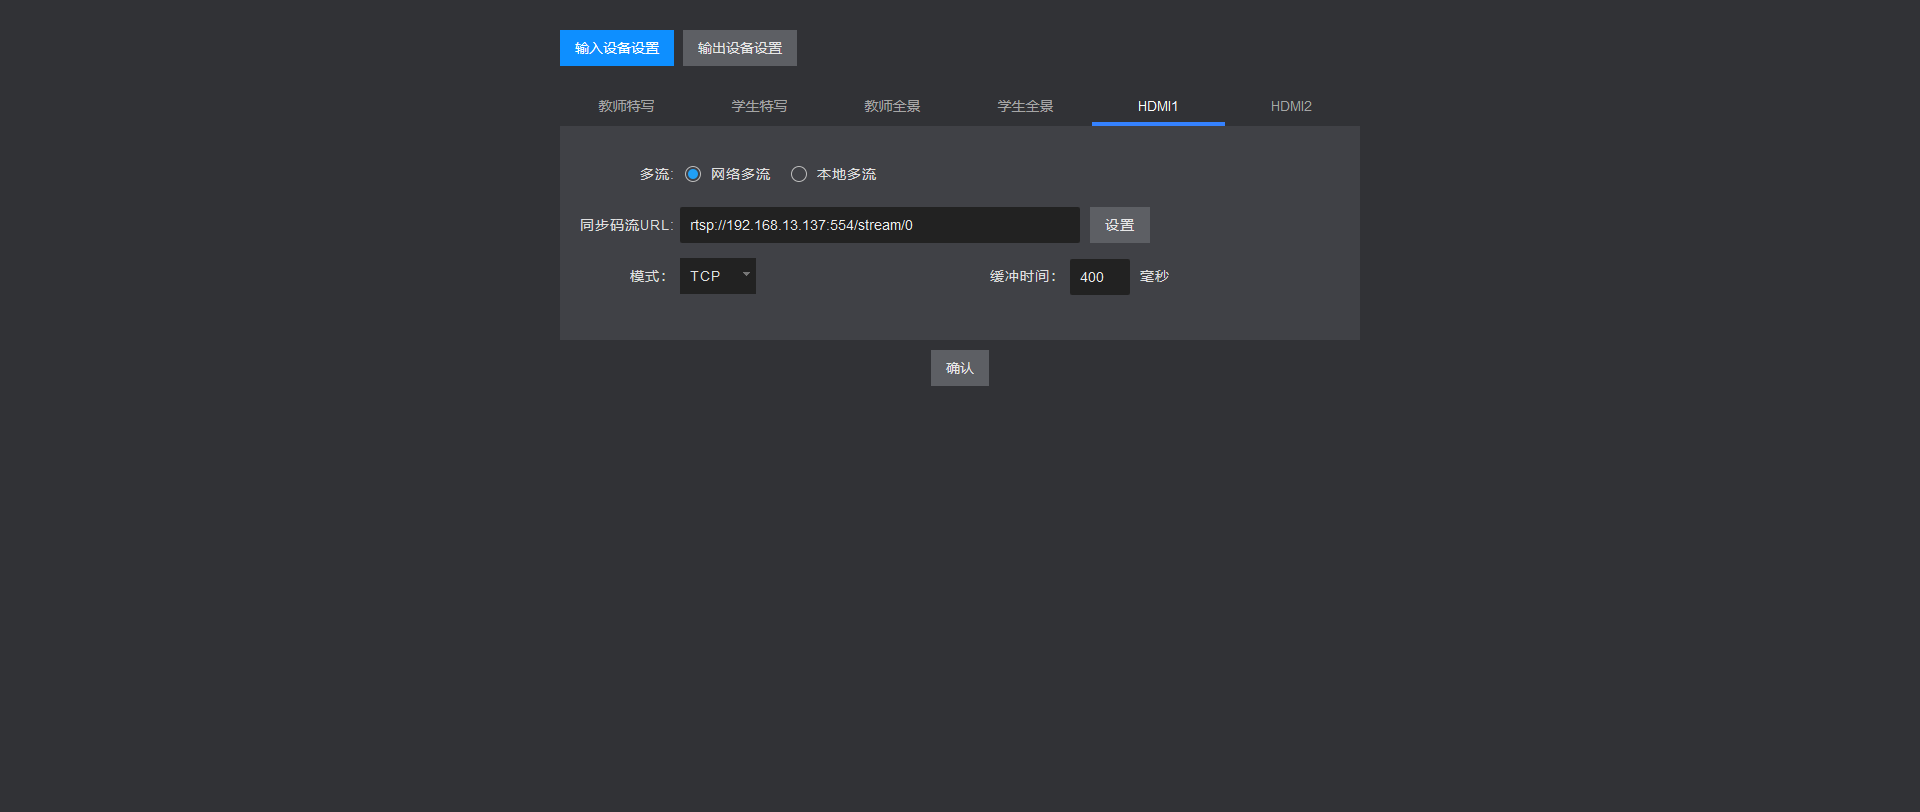 输入设备设置 输出设备设置
教师特写 学生特写 教师全景 学生全景 HDMI1 HDMI2
多流: 网络多流 本地多流
同步码流URL: rtsp://192.168.13.137:554/stream/0 设置
模式： TCP 缓冲时间： 400 毫秒
确认